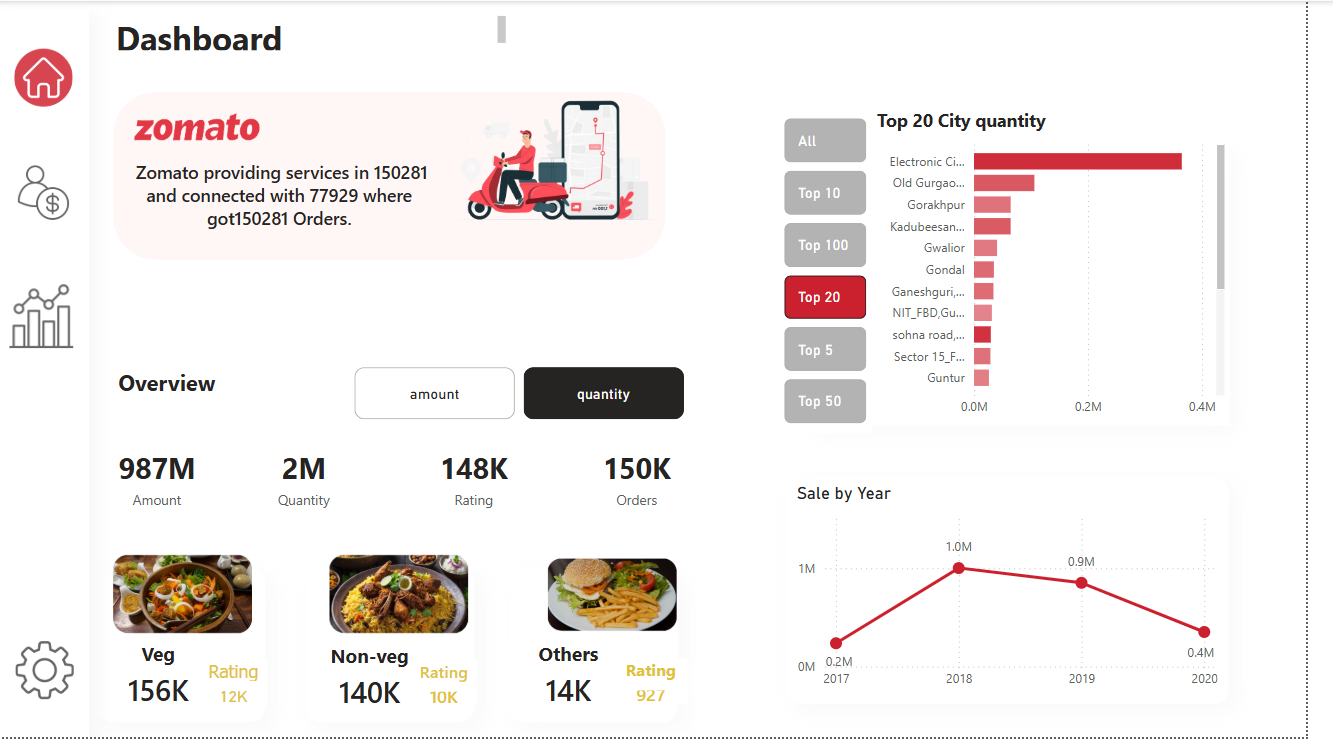 Dashboard
zomato
Zomato providing services in 150281
and connected with 77929 where
got150281 Orders.
Overview
amount
quantity
987M
Amount
2M
Quantity
148K
Rating
150K
Orders
Veg
156K
Rating
12K
Non-veg
140K
Rating
10K
Others
14K
Rating
927
All
Top 10
Top 100
Top 20
Top 5
Top 50
Top 20 City quantity
Electronic Ci...
Old Gurgao...
Gorakhpur
Kadubeesan...
Gwalior
Gondal
Ganeshguri,...
NIT_FBD,Gu...
sohna road,...
Sector 15_F...
Guntur
0.0M 0.2M 0.4M
Sale by Year
1M
0M
0.2M
1.0M
0.9M
0.4M
2017 2018 2019 2020